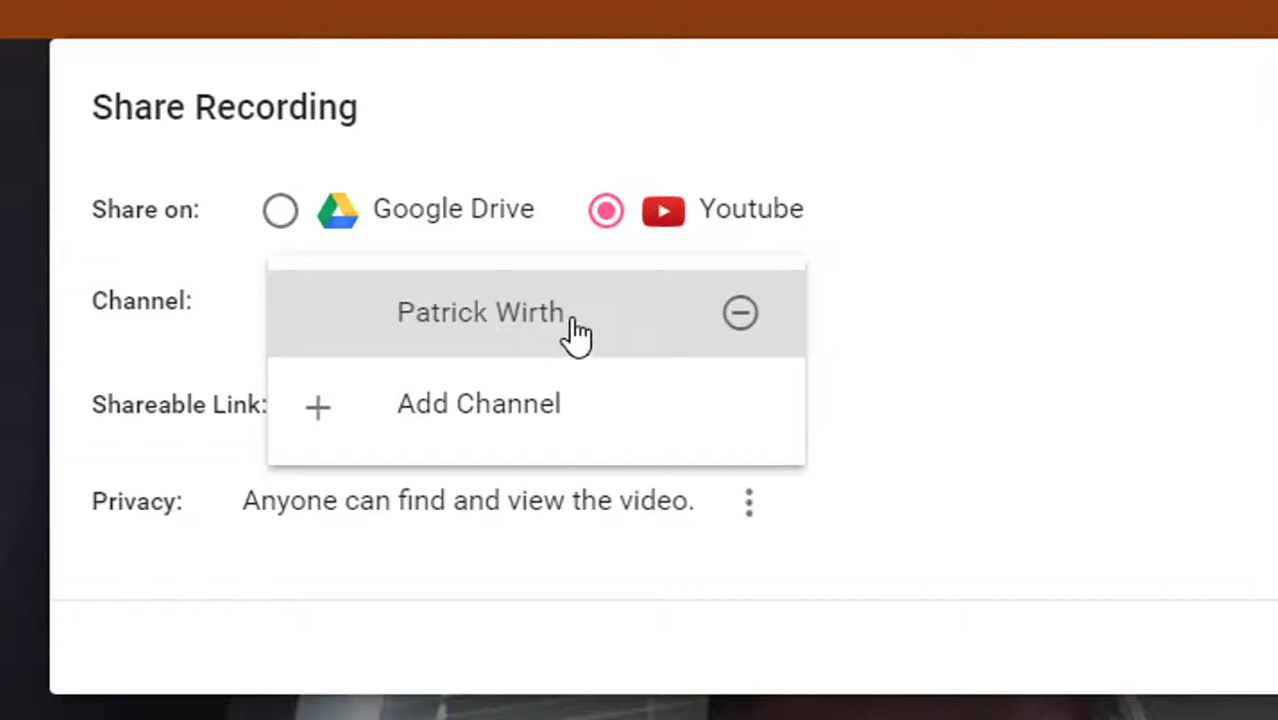 Share Recording
Share on: Google Drive Youtube
Channel: Patrick Wirth
Add Channel
Shareable Link:
Privacy: Anyone can find and view the video.